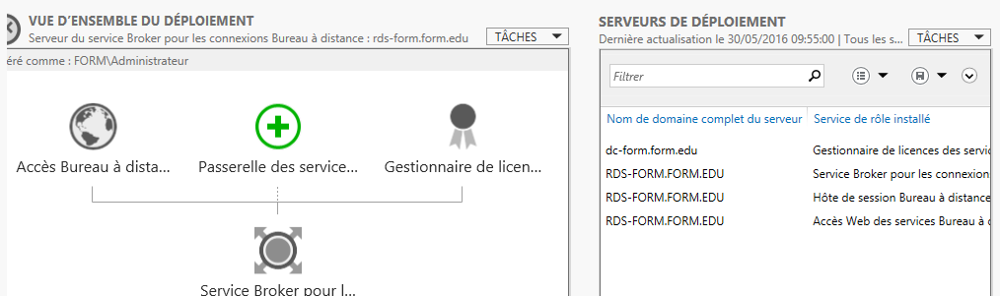 VUE D'ENSEMBLE DU DÉPLOIEMENT
Serveur du service Broker pour les connexions Bureau à distance : rds-form.form.edu
TÂCHES
éré comme : FORM\Administrateur
Accès Bureau à dista...
Passerelle des service...
Gestionnaire de licen...
Service Broker pour l...
SERVEURS DE DÉPLOIEMENT
Dernière actualisation le 30/05/2016 09:55:00 | Tous les s...
TÂCHES
Filtrer
Nom de domaine complet du serveur Service de rôle installé
dc-form.form.edu Gestionnaire de licences des servic
RDS-FORM.FORM.EDU Service Broker pour les connexion
RDS-FORM.FORM.EDU Hôte de session Bureau à distance
RDS-FORM.FORM.EDU Accès Web des services Bureau à d